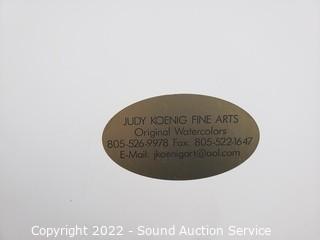 JUDY KOENIG FINE ARTS
Original Watercolors
805-526-9978 Fax: 805-522-1647
E-Mail: jkoenigart@aol.com
Copyright 2022 - Sound Auction Service